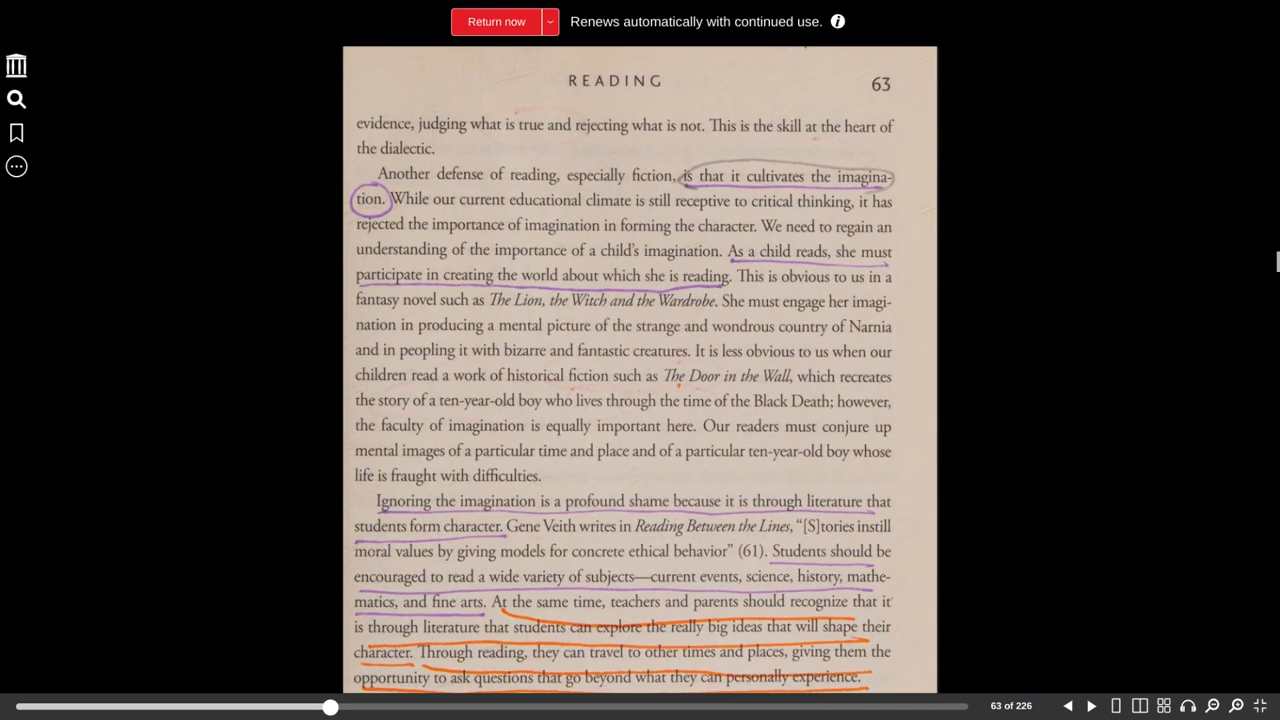 Return now
Renews automatically with continued use.
READING
63
evidence, judging what is true and rejecting what is not. This is the skill at the heart of
the dialectic.
Another defense of reading, especially fiction, is that it cultivates the imagina-
tion. While our current educational climate is still receptive to critical thinking, it has
rejected the importance of imagination in forming the character. We need to regain an
understanding of the importance of a child's imagination. As a child reads, she must
participate in creating the world about which she is reading. This is obvious to us in a
fantasy novel such as The Lion, the Witch and the Wardrobe. She must engage her imagi-
nation in producing a mental picture of the strange and wondrous country of Narnia
and in peopling it with bizarre and fantastic creatures. It is less obvious to us when our
children read a work of historical fiction such as The Door in the Wall, which recreates
the story of a ten-year-old boy who lives through the time of the Black Death; however,
the faculty of imagination is equally important here. Our readers must conjure up
mental images of a particular time and place and of a particular ten-year-old boy whose
life is fraught with difficulties.
Ignoring the imagination is a profound shame because it is through literature that
students form character. Gene Veith writes in Reading Between the Lines, “[S]tories instill
moral values by giving models for concrete ethical behavior” (61). Students should be
encouraged to read a wide variety of subjects—current events, science, history, mathe-
matics, and fine arts. At the same time, teachers and parents should recognize that it
is through literature that students can explore the really big ideas that will shape their
character. Through reading, they can travel to other times and places, giving them the
opportunity to ask questions that go beyond what they can personally experience.
63 of 226